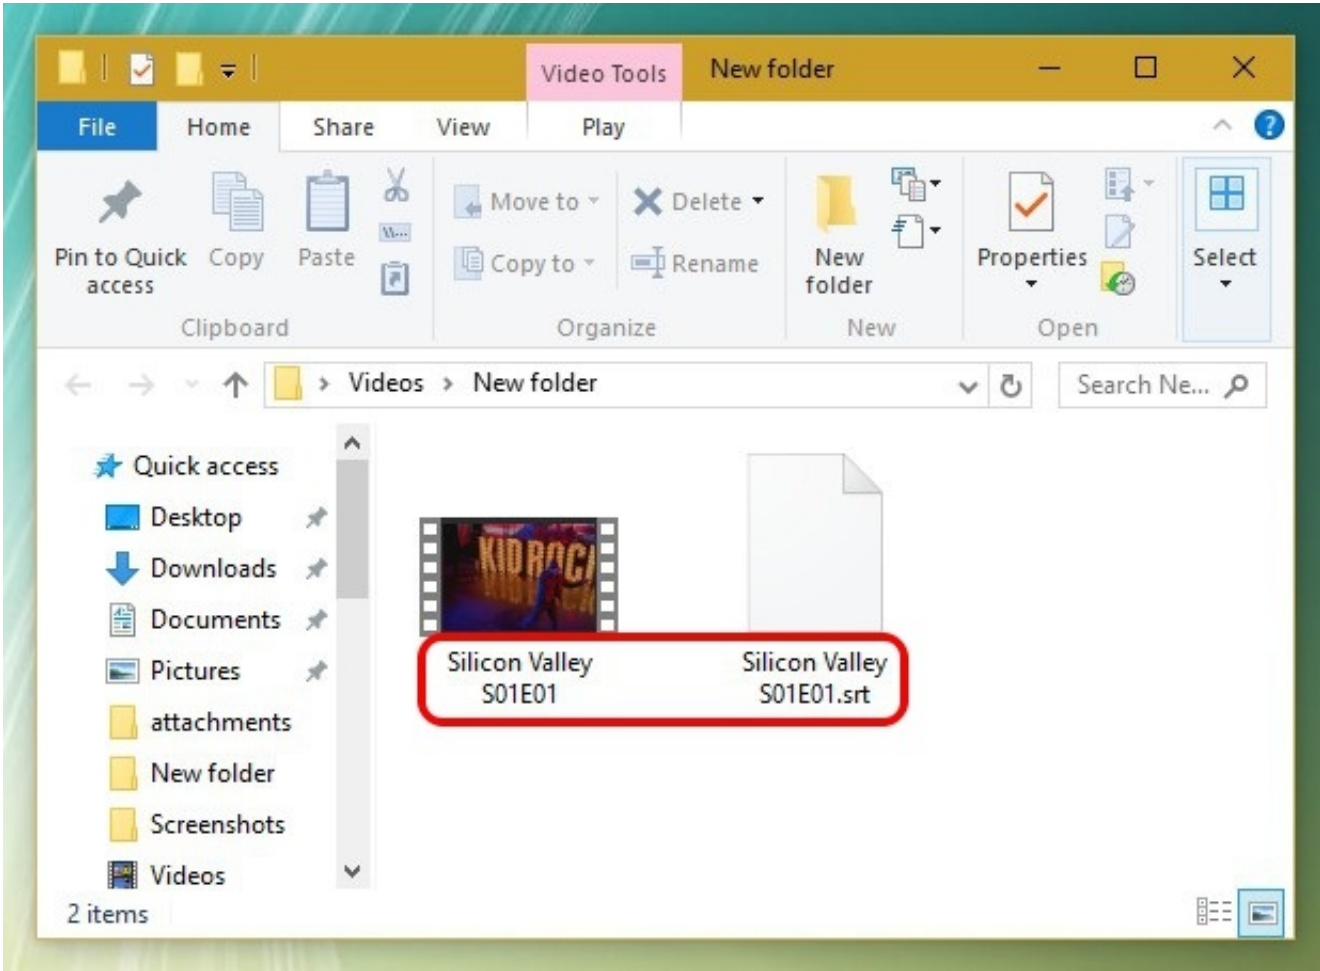 Video Tools
New folder
File
Home
Share
View
Play
Pin to Quick
access
Copy
Paste
Move to
Copy to
Delete
Rename
New
folder
Properties
Select
Clipboard
Organize
New
Open
Videos
New folder
Search Ne...
Quick access
Desktop
Downloads
Documents
Pictures
attachments
New folder
Screenshots
Videos
KID ROCK
Silicon Valley
S01E01
Silicon Valley
S01E01.srt
2 items